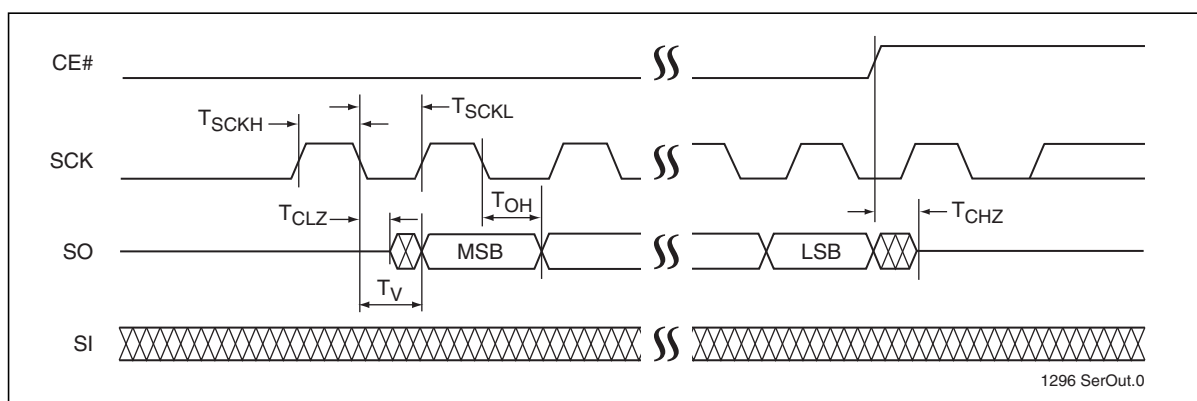 CE#
TSCKH
TSCKL
SCK
TCLZ
TOH
TCHZ
SO
MSB
LSB
TV
SI
1296 SerOut.0